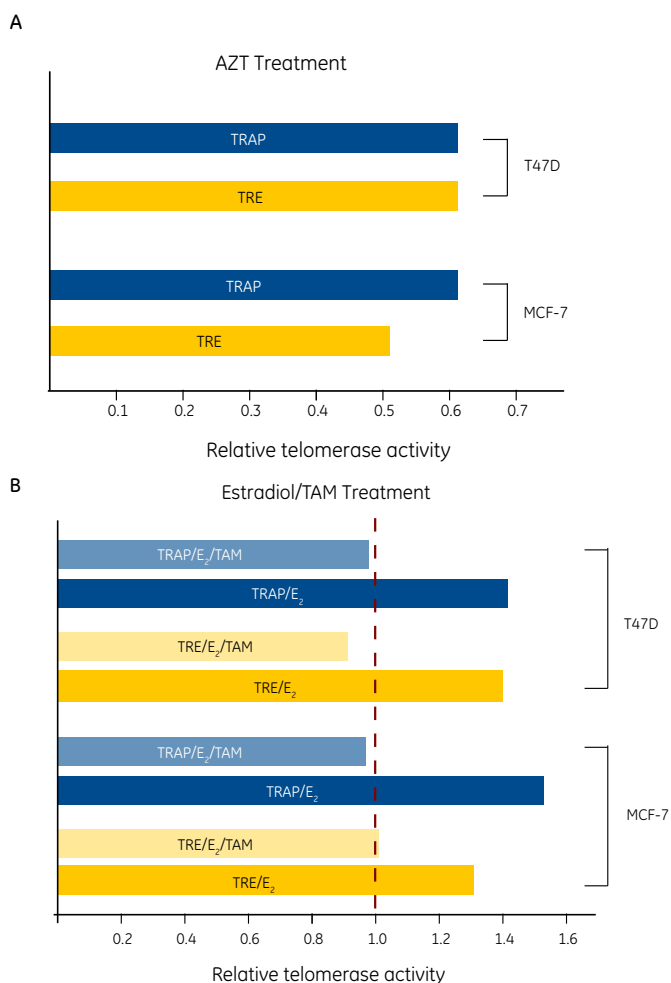 A
AZT Treatment
TRAP
T47D
TRE
TRAP
MCF-7
TRE
0.1 0.2 0.3 0.4 0.5 0.6 0.7
Relative telomerase activity
B
Estradiol/TAM Treatment
TRAP/E₂/TAM
TRAP/E₂
T47D
TRE/E₂/TAM
TRE/E₂
TRAP/E₂/TAM
TRAP/E₂
MCF-7
TRE/E₂/TAM
TRE/E₂
0.2 0.4 0.6 0.8 1.0 1.2 1.4 1.6
Relative telomerase activity